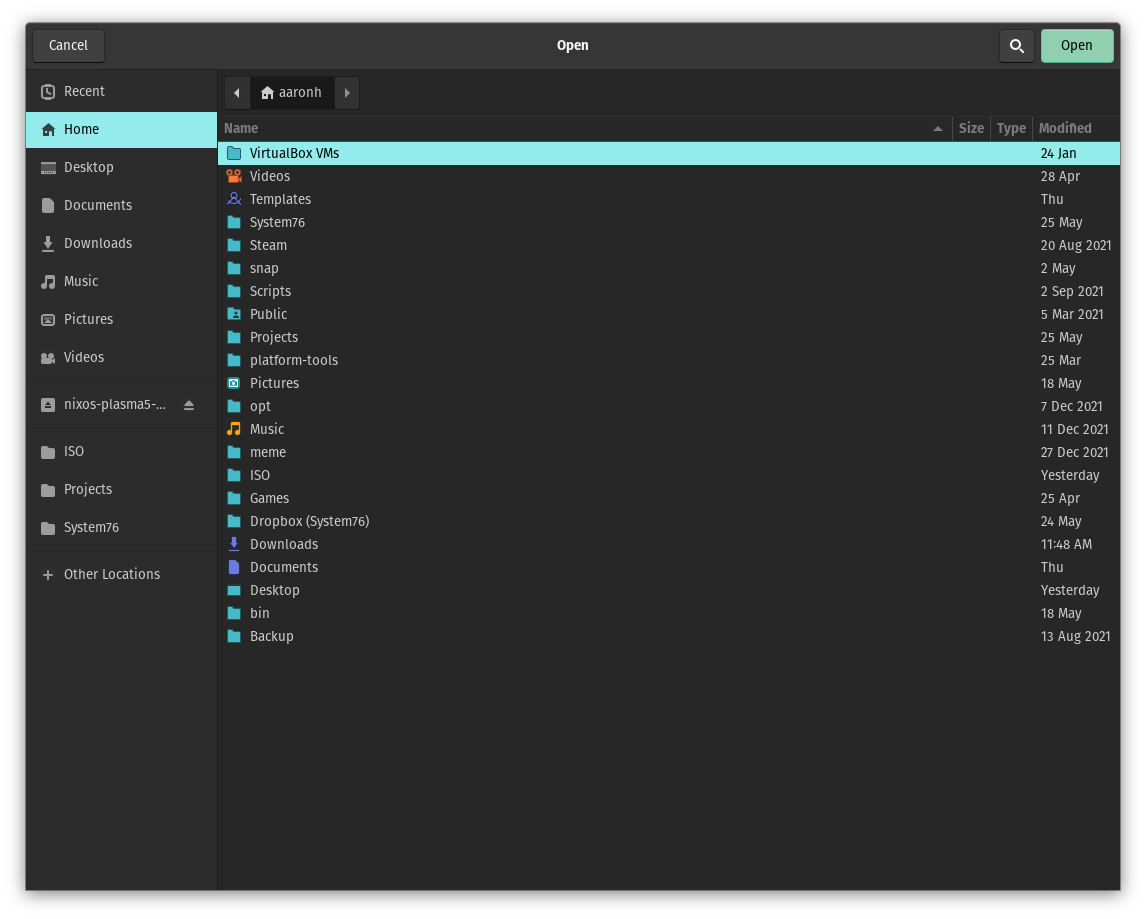 Cancel Open Open
Recent
Home
Desktop
Documents
Downloads
Music
Pictures
Videos
nixos-plasma5-...
ISO
Projects
System76
Other Locations
aaronh
Name Size Type Modified
VirtualBox VMs 24 Jan
Videos 28 Apr
Templates Thu
System76 25 May
Steam 20 Aug 2021
snap 2 May
Scripts 2 Sep 2021
Public 5 Mar 2021
Projects 25 May
platform-tools 25 Mar
Pictures 18 May
opt 7 Dec 2021
Music 11 Dec 2021
meme 27 Dec 2021
ISO Yesterday
Games 25 Apr
Dropbox (System76) 24 May
Downloads 11:48 AM
Documents Thu
Desktop Yesterday
bin 18 May
Backup 13 Aug 2021